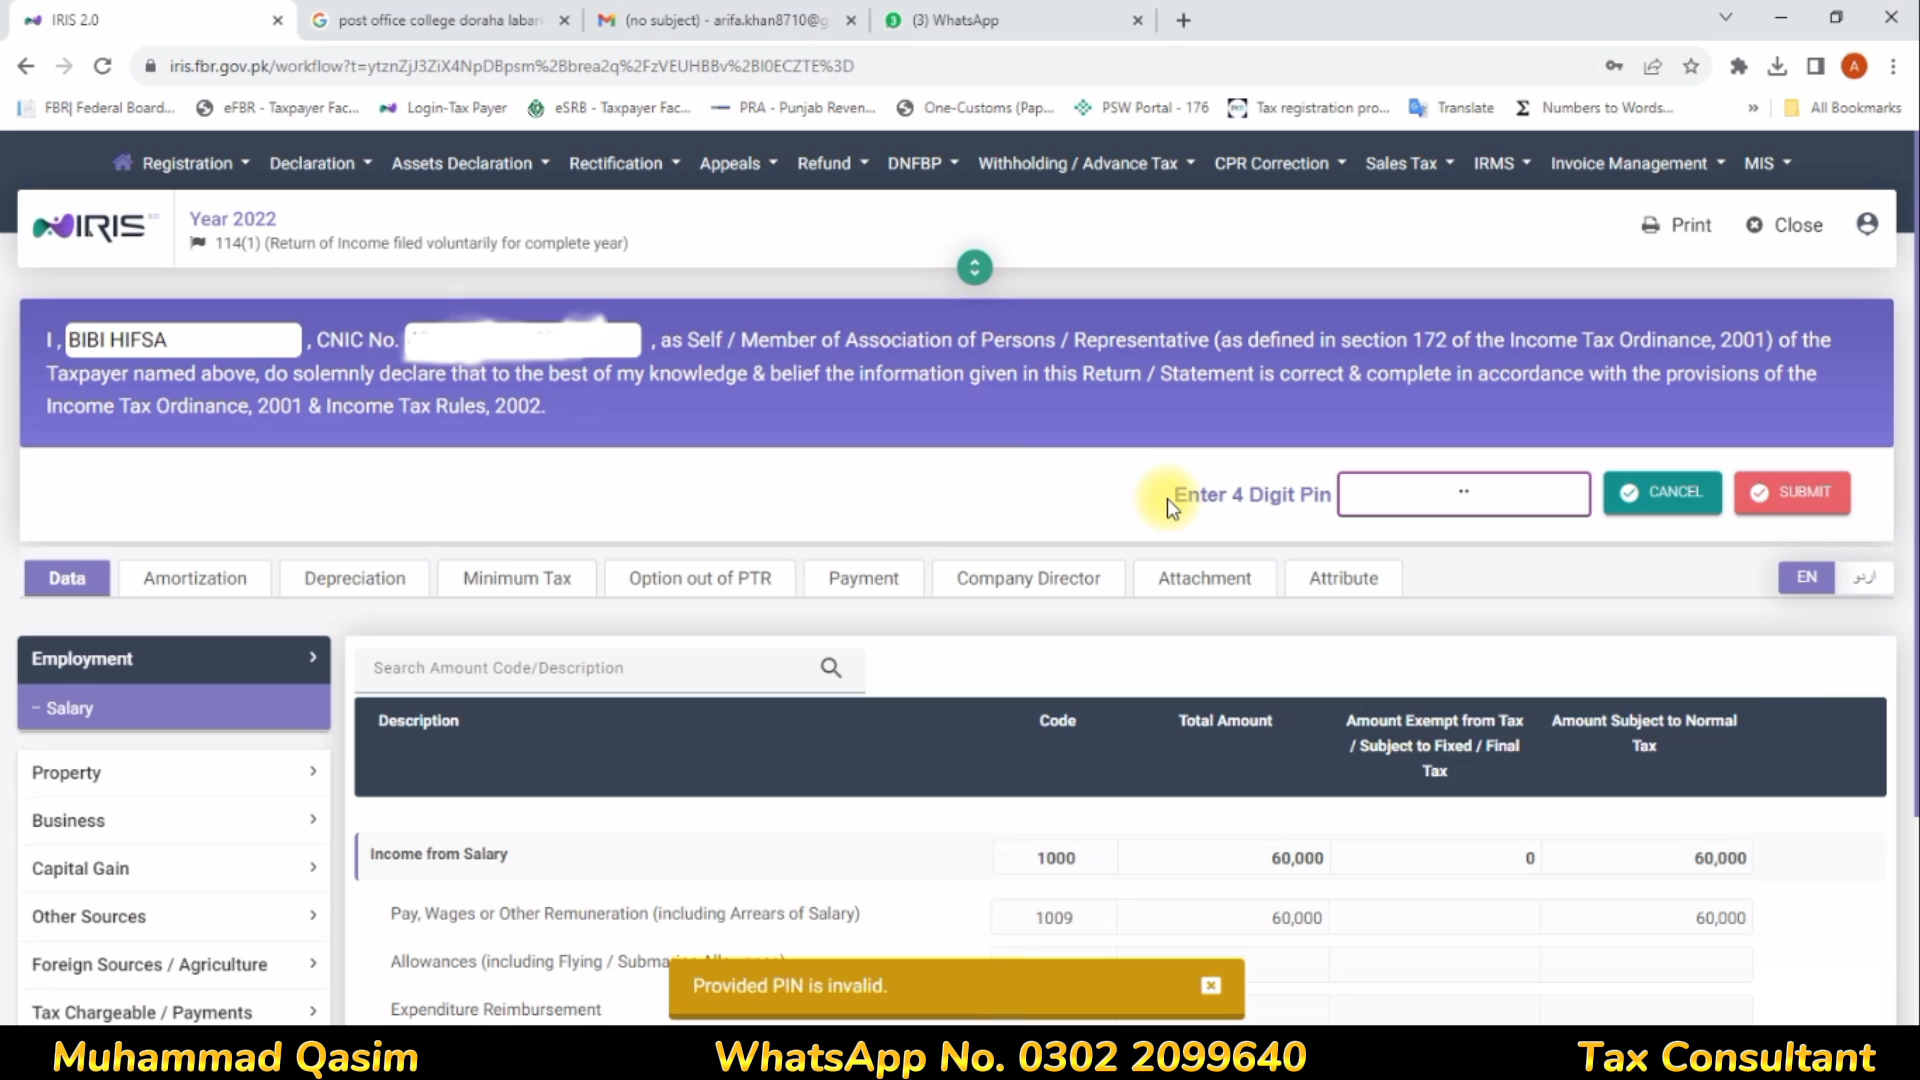 IRIS 2.0
post office college doraha labar
(no subject) - arifa.khan8710@g
(3) WhatsApp
iris.fbr.gov.pk/workflow?t=ytznZjJ3ZiX4NpDBpsm%2Bbrea2q%2FzVEUHBBv%2BI0ECZTE%3D
A
FBR| Federal Board...
eFBR - Taxpayer Fac...
Login-Tax Payer
eSRB - Taxpayer Fac...
PRA - Punjab Reven...
One-Customs (Pap...
PSW Portal - 176
Tax registration pro...
Translate
Numbers to Words...
»
All Bookmarks
Registration
Declaration
Assets Declaration
Rectification
Appeals
Refund
DNFBP
Withholding / Advance Tax
CPR Correction
Sales Tax
IRMS
Invoice Management
MIS
IRIS
Year 2022
114(1) (Return of Income filed voluntarily for complete year)
Print
Close
I , BIBI HIFSA , CNIC No. , as Self / Member of Association of Persons / Representative (as defined in section 172 of the Income Tax Ordinance, 2001) of the
Taxpayer named above, do solemnly declare that to the best of my knowledge & belief the information given in this Return / Statement is correct & complete in accordance with the provisions of the
Income Tax Ordinance, 2001 & Income Tax Rules, 2002.
Enter 4 Digit Pin
••
CANCEL
SUBMIT
Data
Amortization
Depreciation
Minimum Tax
Option out of PTR
Payment
Company Director
Attachment
Attribute
EN
اردو
Employment
– Salary
Property
Business
Capital Gain
Other Sources
Foreign Sources / Agriculture
Tax Chargeable / Payments
Search Amount Code/Description
Description
Code
Total Amount
Amount Exempt from Tax
/ Subject to Fixed / Final
Tax
Amount Subject to Normal
Tax
Income from Salary 1000 60,000 0 60,000
Pay, Wages or Other Remuneration (including Arrears of Salary) 1009 60,000 60,000
Allowances (including Flying / Submarine Allowance)
Expenditure Reimbursement
Provided PIN is invalid.
Muhammad Qasim
WhatsApp No. 0302 2099640
Tax Consultant